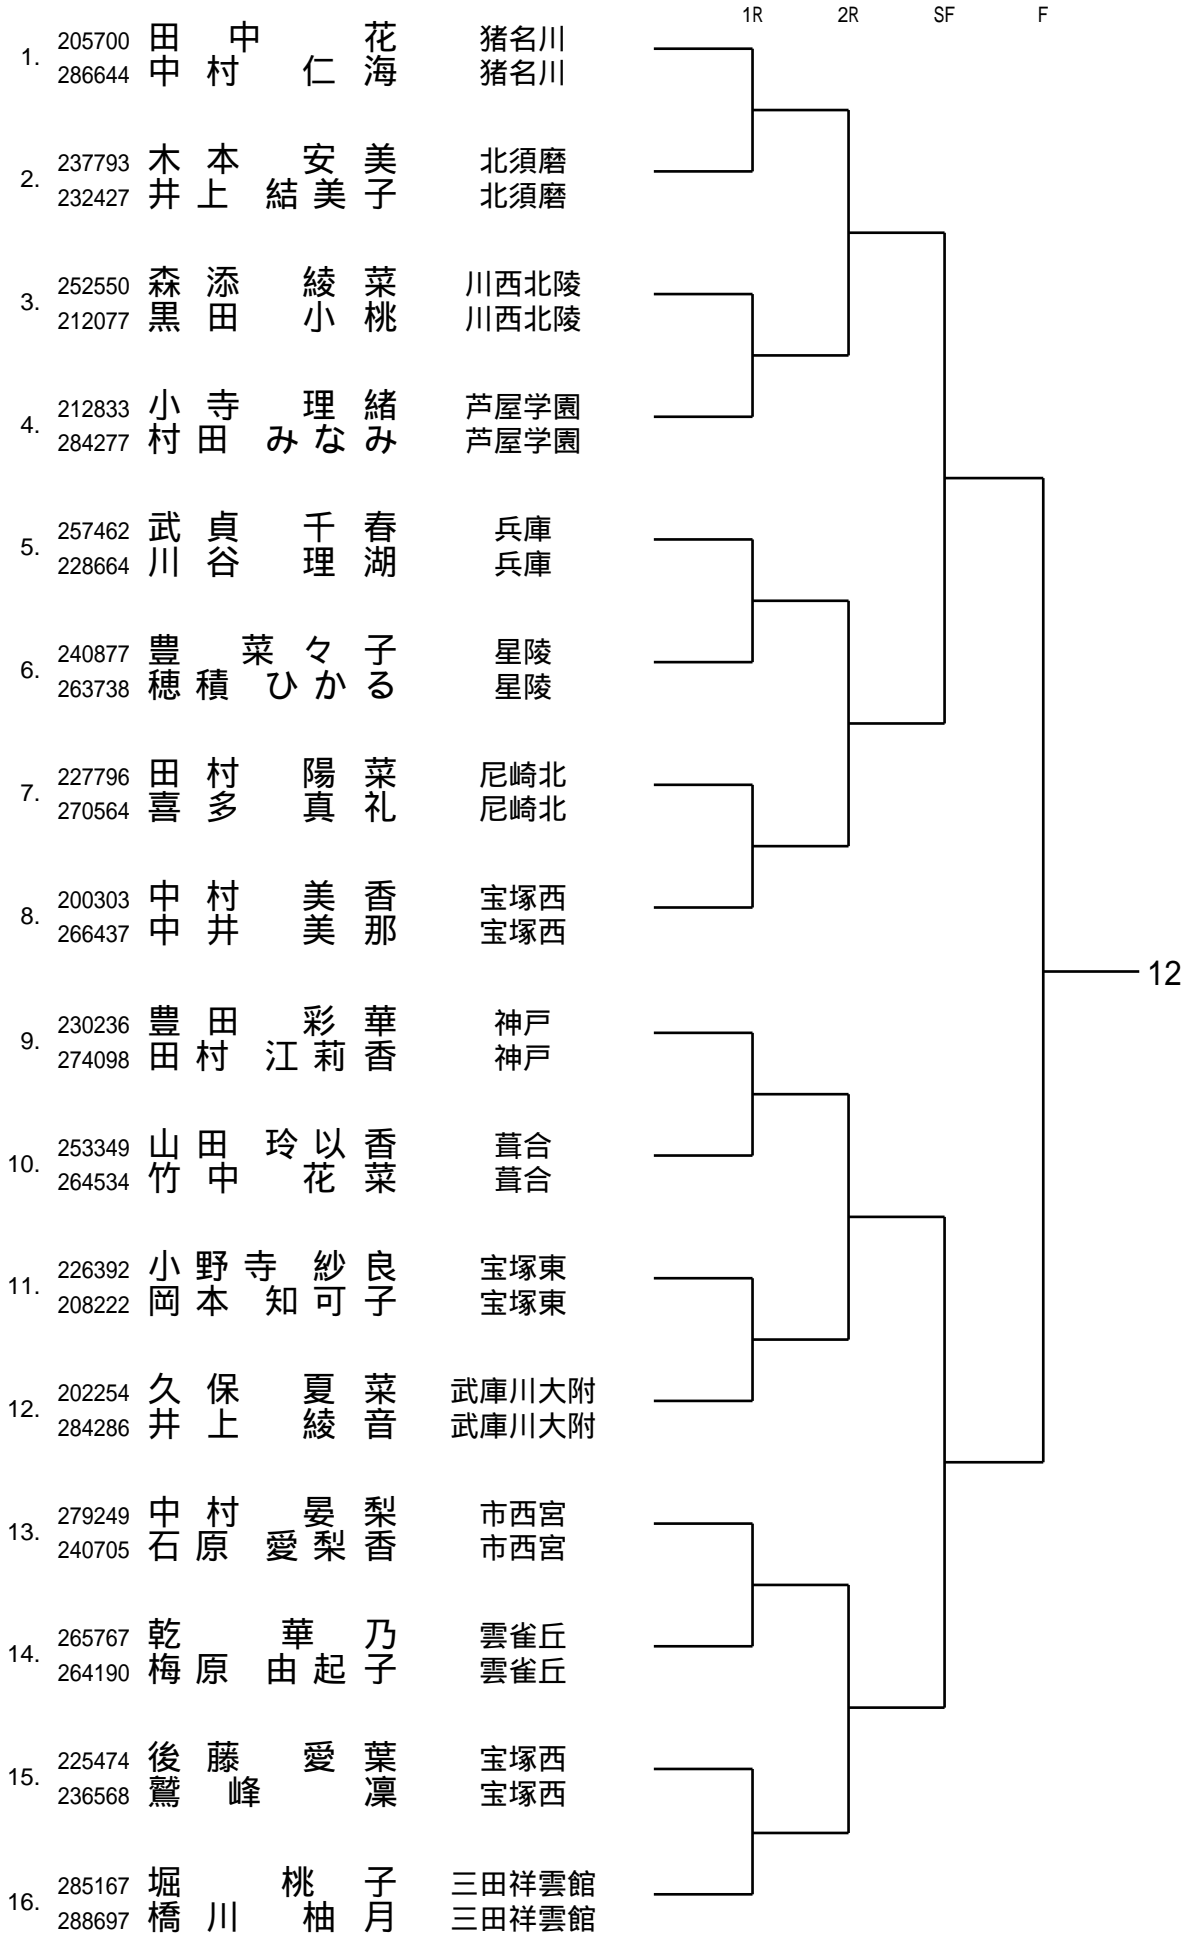 1R 2R SF F
1. 205700 田中 花 猪名川
286644 中村 仁海 猪名川
2. 237793 木本 安美 北須磨
232427 井上 結美子 北須磨
3. 252550 森添 綾菜 川西北陵
212077 黒田 小桃 川西北陵
4. 212833 小寺 理緒 芦屋学園
284277 村田 みなみ 芦屋学園
5. 257462 武貞 千春 兵庫
228664 川谷 理湖 兵庫
6. 240877 豊 菜々子 星陵
263738 穂積 ひかる 星陵
7. 227796 田村 陽菜 尼崎北
270564 喜多 真礼 尼崎北
8. 200303 中村 美香 宝塚西
266437 中井 美那 宝塚西
12
9. 230236 豊田 彩華 神戸
274098 田村 江莉香 神戸
10. 253349 山田 玲以香 葺合
264534 竹中 花菜 葺合
11. 226392 小野寺 紗良 宝塚東
208222 岡本 知可子 宝塚東
12. 202254 久保 夏菜 武庫川大附
284286 井上 綾音 武庫川大附
13. 279249 中村 晏梨 市西宮
240705 石原 愛梨香 市西宮
14. 265767 乾 華乃 雲雀丘
264190 梅原 由起子 雲雀丘
15. 225474 後藤 愛葉 宝塚西
236568 鷲峰 凜 宝塚西
16. 285167 堀 桃子 三田祥雲館
288697 橋川 柚月 三田祥雲館